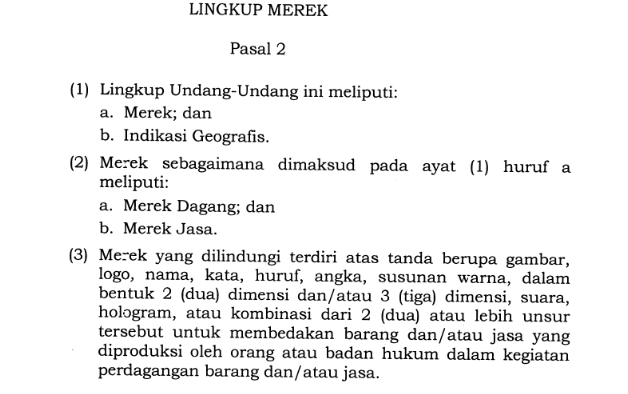 LINGKUP MEREK
Pasal 2
(1) Lingkup Undang-Undang ini meliputi:
a. Merek; dan
b. Indikasi Geografis.
(2) Merek sebagaimana dimaksud pada ayat (1) huruf a
meliputi:
a. Merek Dagang; dan
b. Merek Jasa.
(3) Merek yang dilindungi terdiri atas tanda berupa gambar,
logo, nama, kata, huruf, angka, susunan warna, dalam
bentuk 2 (dua) dimensi dan/atau 3 (tiga) dimensi, suara,
hologram, atau kombinasi dari 2 (dua) atau lebih unsur
tersebut untuk membedakan barang dan/atau jasa yang
diproduksi oleh orang atau badan hukum dalam kegiatan
perdagangan barang dan/atau jasa.